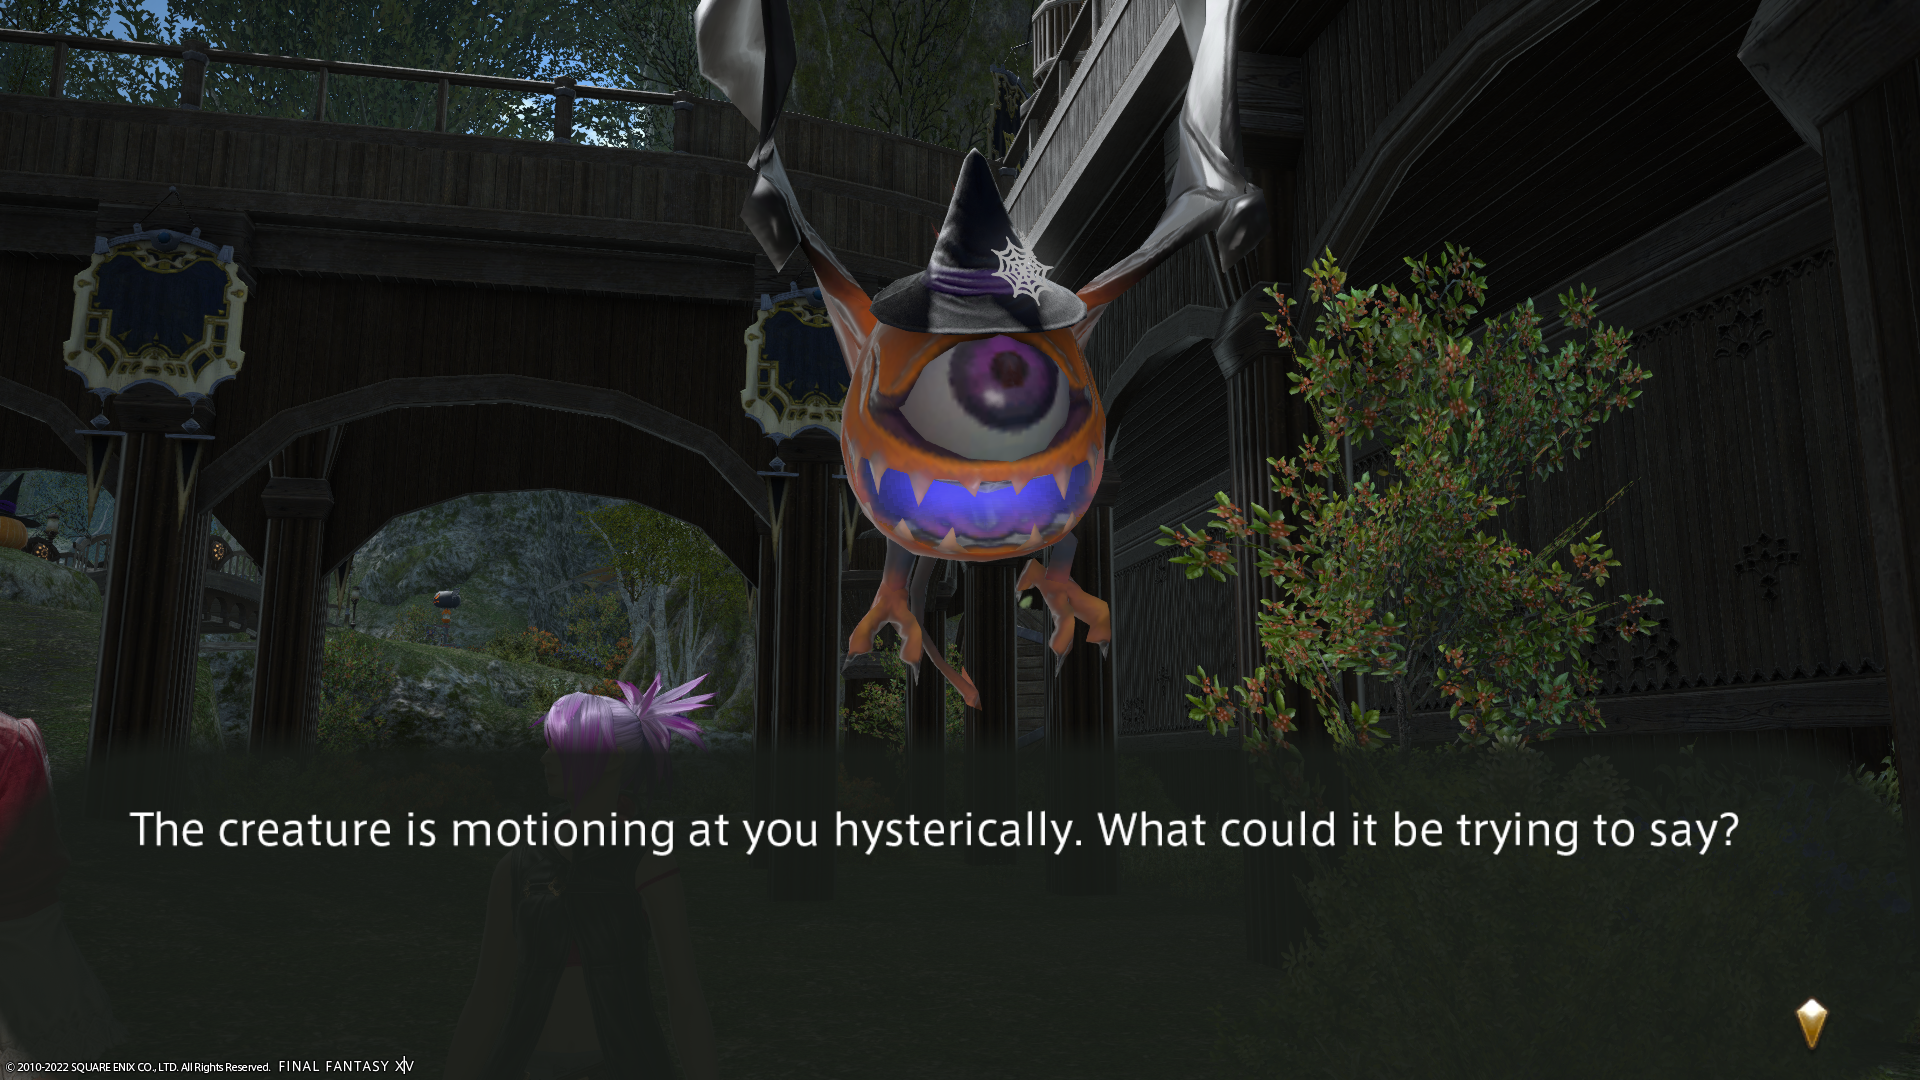 The creature is motioning at you hysterically. What could it be trying to say?
© 2010-2022 SQUARE ENIX CO., LTD. All Rights Reserved. FINAL FANTASY XIV